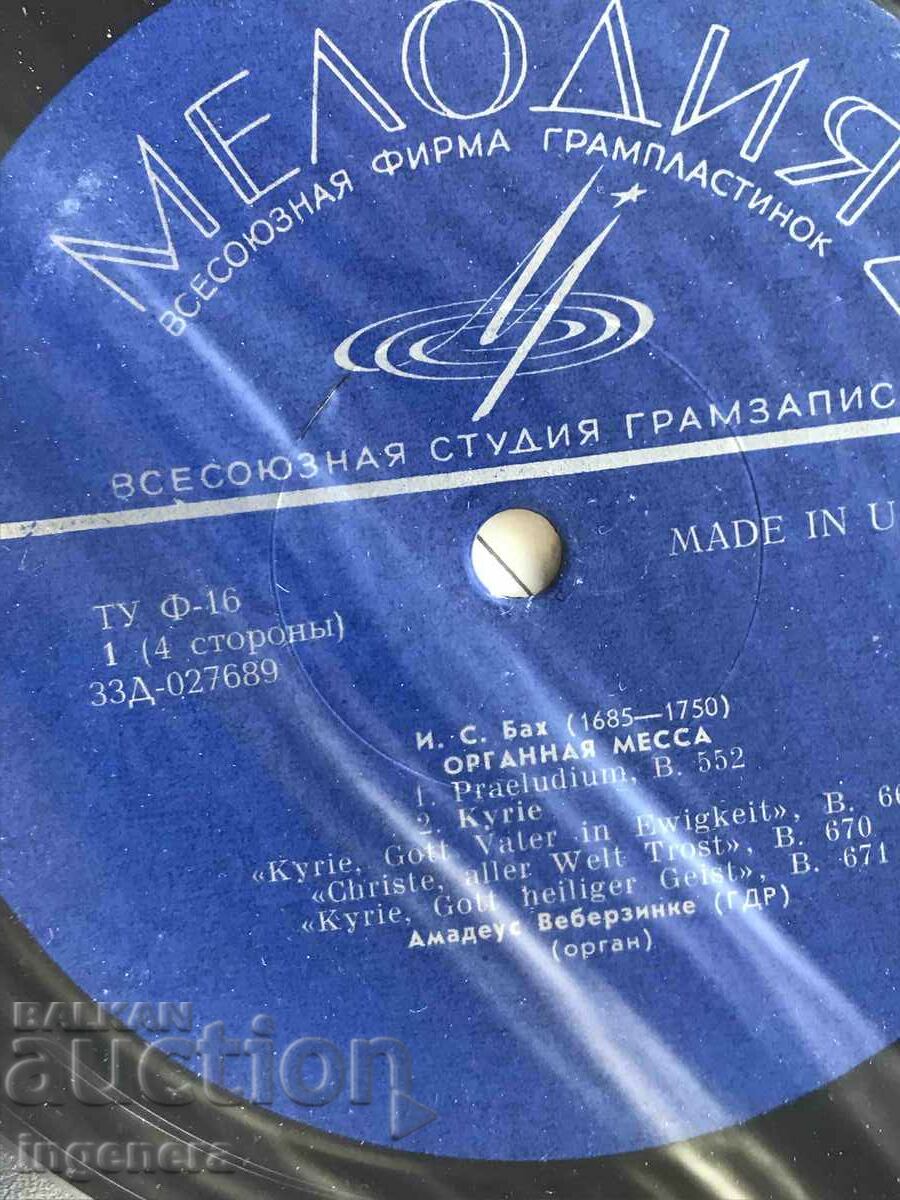 МЕЛОДИЯ
ВСЕСОЮЗНАЯ ФИРМА ГРАМПЛАСТИНОК
ВСЕСОЮЗНАЯ СТУДИЯ ГРАМЗАПИС
MADE IN U
ТУ Ф-16
1 (4 стороны)
33Д-027689
И. С. Бах (1685—1750)
ОРГАННАЯ МЕССА
1. Praeludium, B. 552
2. Kyrie
«Kyrie, Gott Vater in Ewigkeit», B. 66
«Christe, aller Welt Trost», B. 670
«Kyrie, Gott heiliger Geist», B. 671
Амадеус Веберзинке (ГДР)
(орган)
BALKAN
auction
ingenera